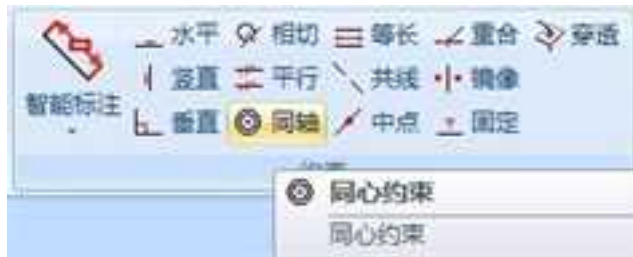 水平 相切 等长 重合 穿透
竖直 平行 共线 镜像
智能标注
垂直 同轴 中点 固定
同心约束
同心约束